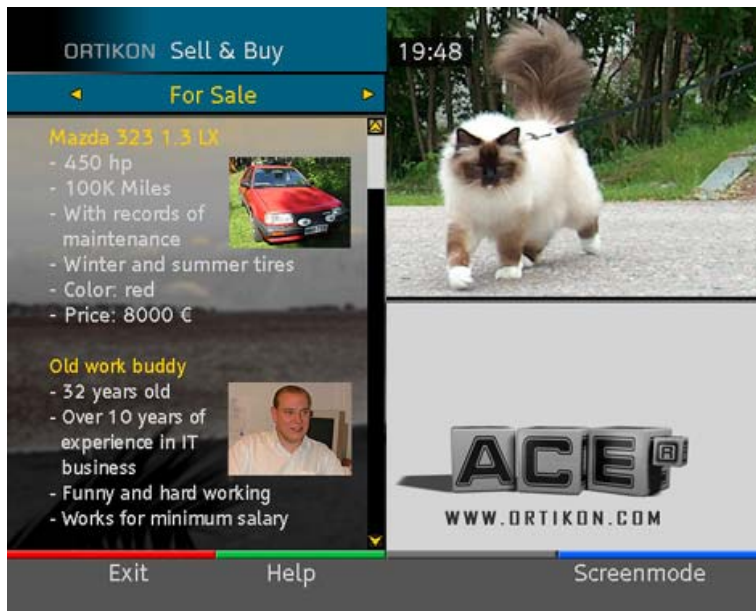 ORTIKON Sell & Buy
For Sale
Mazda 323 1.3 LX
- 450 hp
- 100K Miles
- With records of
maintenance
- Winter and summer tires
- Color: red
- Price: 8000 €
Old work buddy
- 32 years old
- Over 10 years of
experience in IT
business
- Funny and hard working
- Works for minimum salary
19:48
ACE R
WWW.ORTIKON.COM
Exit Help Screenmode